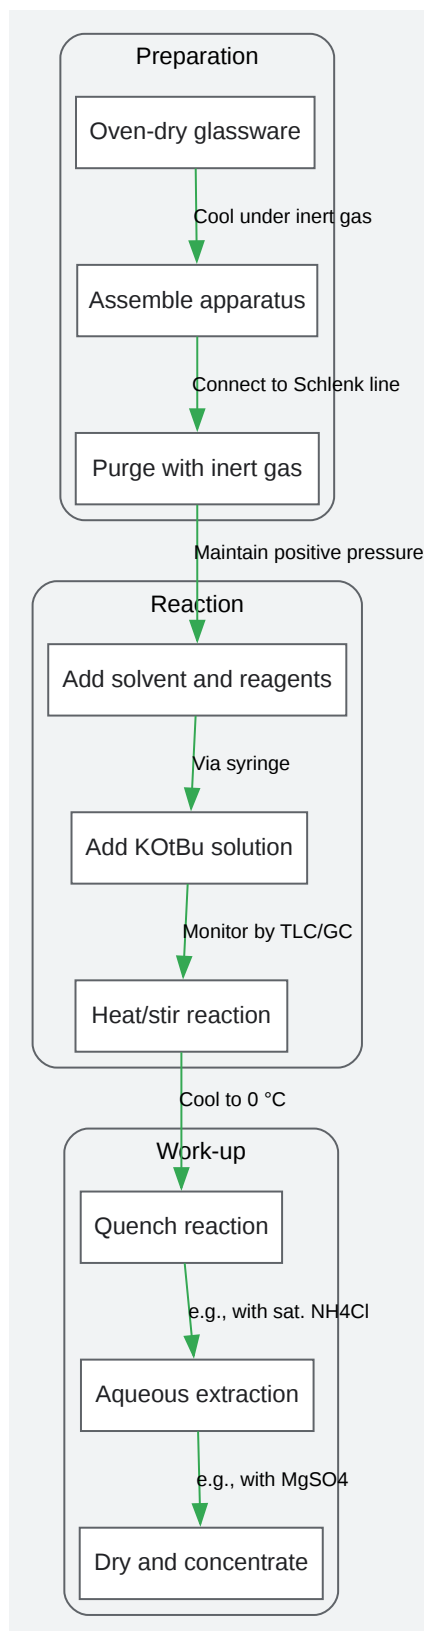 Preparation
Oven-dry glassware
Cool under inert gas
Assemble apparatus
Connect to Schlenk line
Purge with inert gas
Maintain positive pressure
Reaction
Add solvent and reagents
Via syringe
Add KOtBu solution
Monitor by TLC/GC
Heat/stir reaction
Cool to 0 °C
Work-up
Quench reaction
e.g., with sat. NH4Cl
Aqueous extraction
e.g., with MgSO4
Dry and concentrate